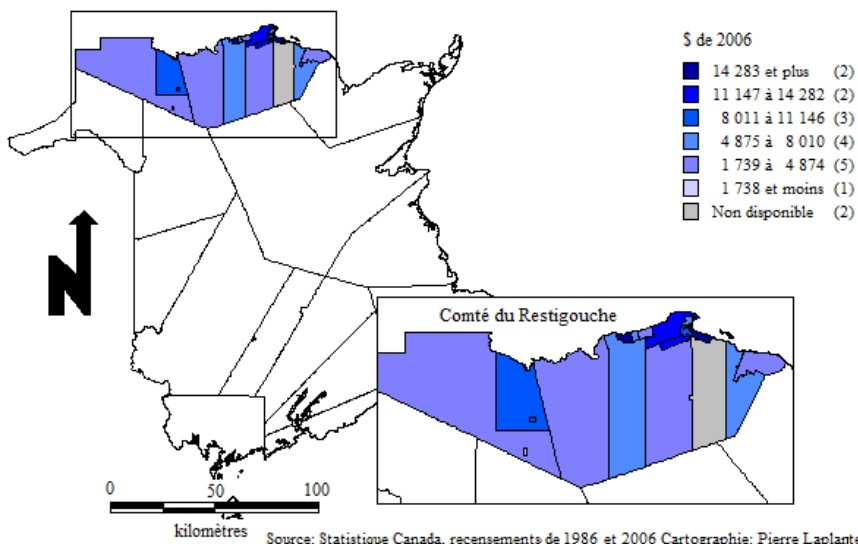 $ de 2006
14 283 et plus (2)
11 147 à 14 282 (2)
8 011 à 11 146 (3)
4 875 à 8 010 (4)
1 739 à 4 874 (5)
1 738 et moins (1)
Non disponible (2)
N
Comté du Restigouche
0 50 100
kilomètres
Source: Statistique Canada, recensements de 1986 et 2006 Cartographie: Pierre Laplante